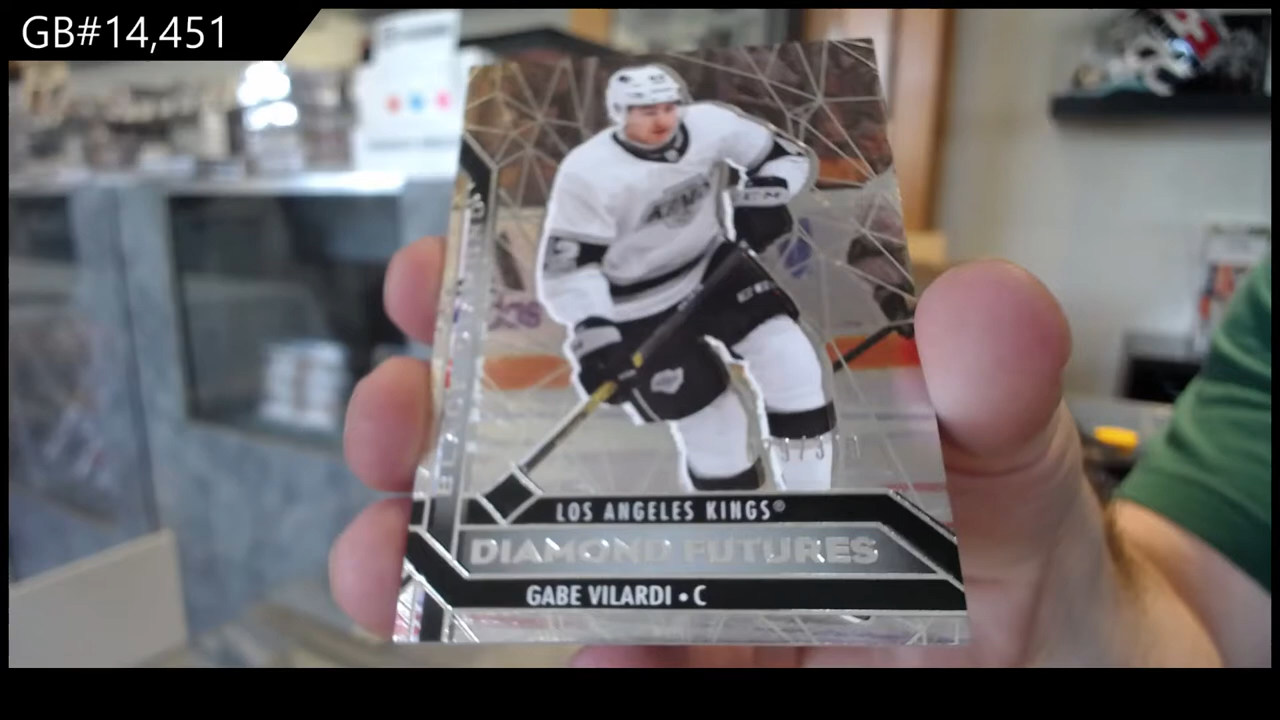 GB#14,451
LOS ANGELES KINGS®
DIAMOND FUTURES
GABE VILARDI • C